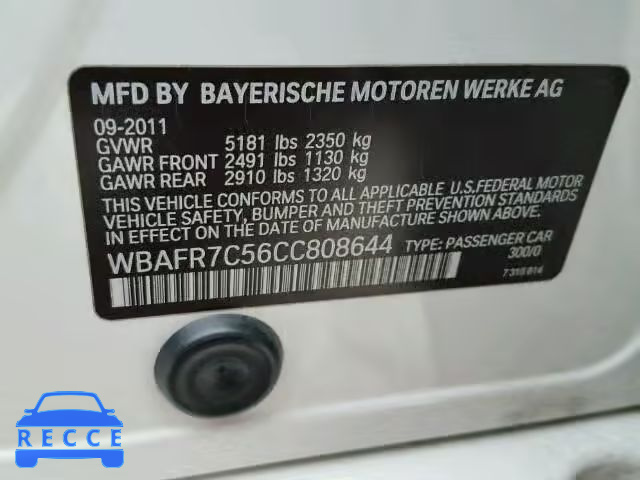 MFD BY BAYERISCHE MOTOREN WERKE AG
09-2011
GVWR 5181 lbs 2350 kg
GAWR FRONT 2491 lbs 1130 kg
GAWR REAR 2910 lbs 1320 kg
THIS VEHICLE CONFORMS TO ALL APPLICABLE U.S.FEDERAL MOTOR
VEHICLE SAFETY, BUMPER AND THEFT PREVENTION STANDARDS
IN EFFECT ON THE DATE OF MANUFACTURE SHOWN ABOVE.
WBAFR7C56CC808644 TYPE: PASSENGER CAR
300/0
7315814
RECCE